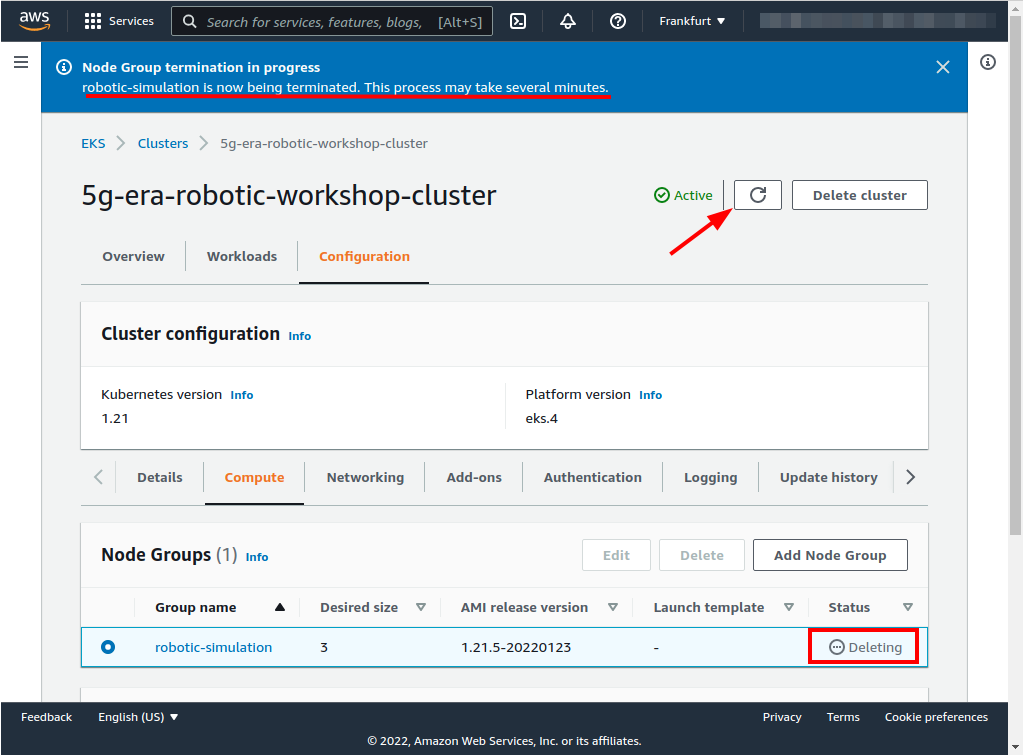 aws
Services
Search for services, features, blogs, [Alt+S]
Frankfurt
Node Group termination in progress
robotic-simulation is now being terminated. This process may take several minutes.
EKS Clusters 5g-era-robotic-workshop-cluster
5g-era-robotic-workshop-cluster
Active
Delete cluster
Overview Workloads Configuration
Cluster configuration Info
Kubernetes version Info
1.21
Platform version Info
eks.4
Details Compute Networking Add-ons Authentication Logging Update history
Node Groups (1) Info
Edit Delete Add Node Group
Group name Desired size AMI release version Launch template Status
robotic-simulation 3 1.21.5-20220123 - Deleting
Feedback English (US) Privacy Terms Cookie preferences
© 2022, Amazon Web Services, Inc. or its affiliates.